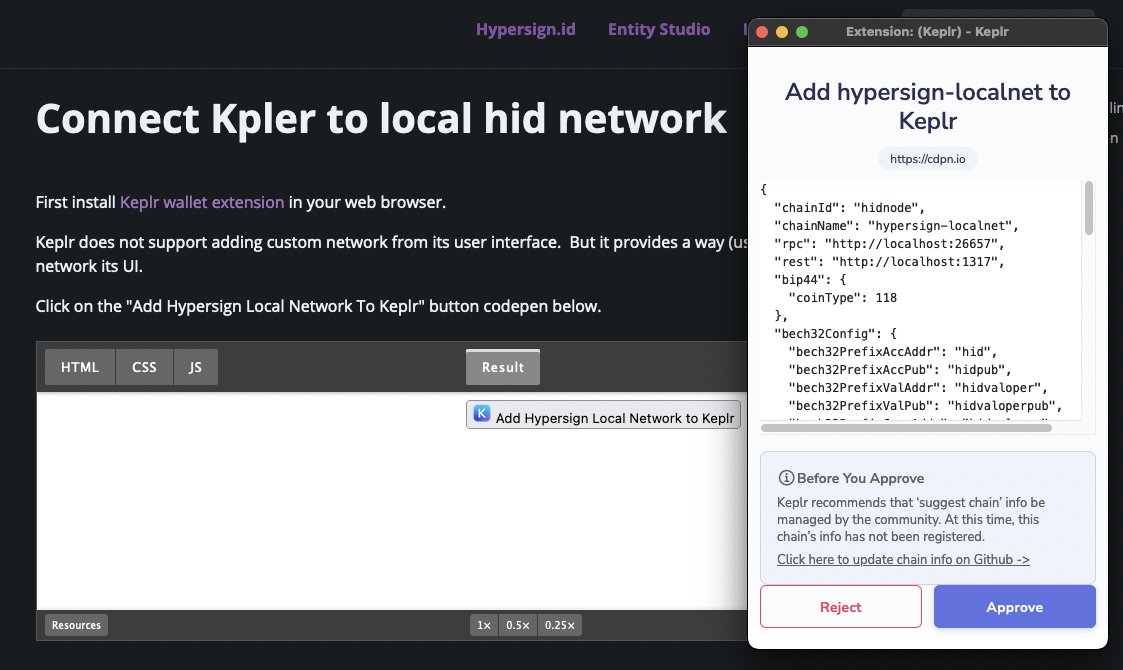 Hypersign.id
Entity Studio
Connect Kpler to local hid network
First install Keplr wallet extension in your web browser.
Keplr does not support adding custom network from its user interface.  But it provides a way (us
network its UI.
Click on the "Add Hypersign Local Network To Keplr" button codepen below.
HTML
CSS
JS
Result
Add Hypersign Local Network to Keplr
Resources
1×
0.5×
0.25×
Extension: (Keplr) - Keplr
Add hypersign-localnet to
Keplr
https://cdpn.io
{
"chainId": "hidnode",
"chainName": "hypersign-localnet",
"rpc": "http://localhost:26657",
"rest": "http://localhost:1317",
"bip44": {
"coinType": 118
},
"bech32Config": {
"bech32PrefixAccAddr": "hid",
"bech32PrefixAccPub": "hidpub",
"bech32PrefixValAddr": "hidvaloper",
"bech32PrefixValPub": "hidvaloperpub",
Before You Approve
Keplr recommends that ‘suggest chain’ info be
managed by the community. At this time, this
chain’s info has not been registered.
Click here to update chain info on Github ->
Reject
Approve